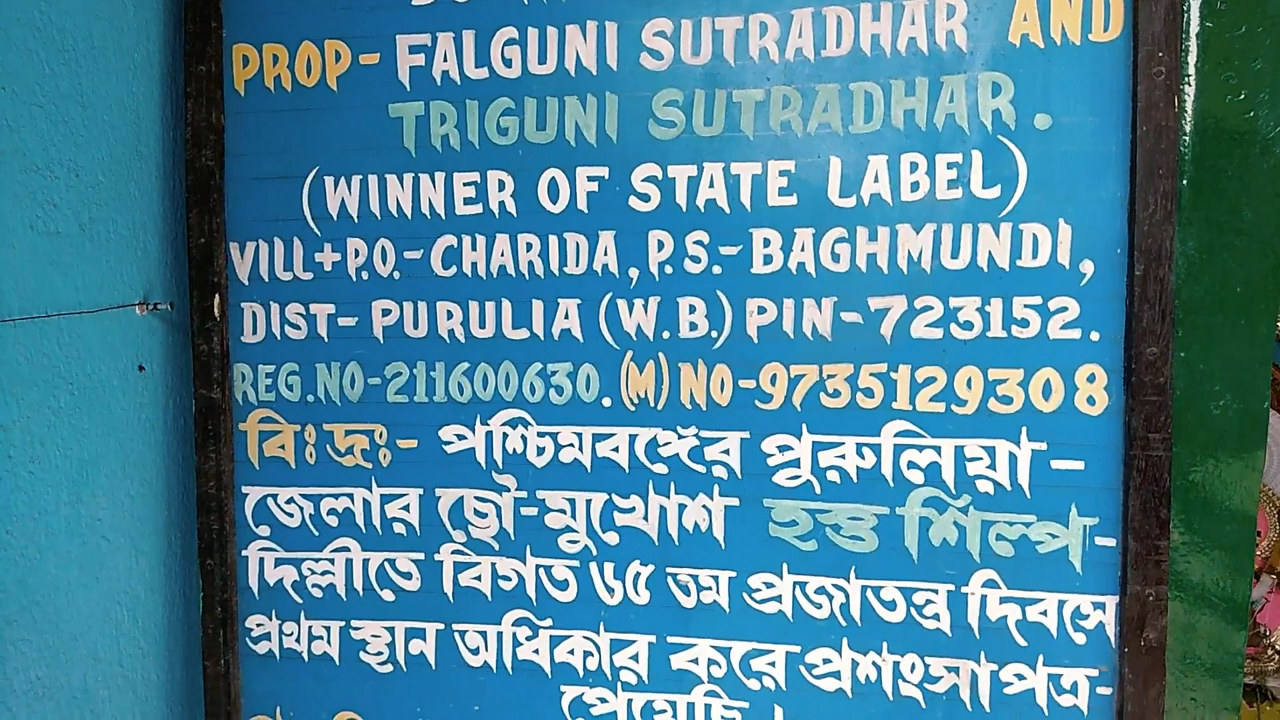 PROP- FALGUNI SUTRADHAR AND
TRIGUNI SUTRADHAR.
(WINNER OF STATE LABEL)
VILL+P.O.-CHARIDA, P.S.-BAGHMUNDI,
DIST- PURULIA (W.B.) PIN-723152.
REG.NO-211600630. (M) NO-9735129308
বিঃদ্রঃ- পশ্চিমবঙ্গের পুরুলিয়া-
জেলার ছৌ-মুখোশ হস্ত শিল্প-
দিল্লীতে বিগত ৬৫ তম প্রজাতন্ত্র দিবসে
প্রথম স্থান অধিকার করে প্রশংসাপত্র-
পেয়েছি।